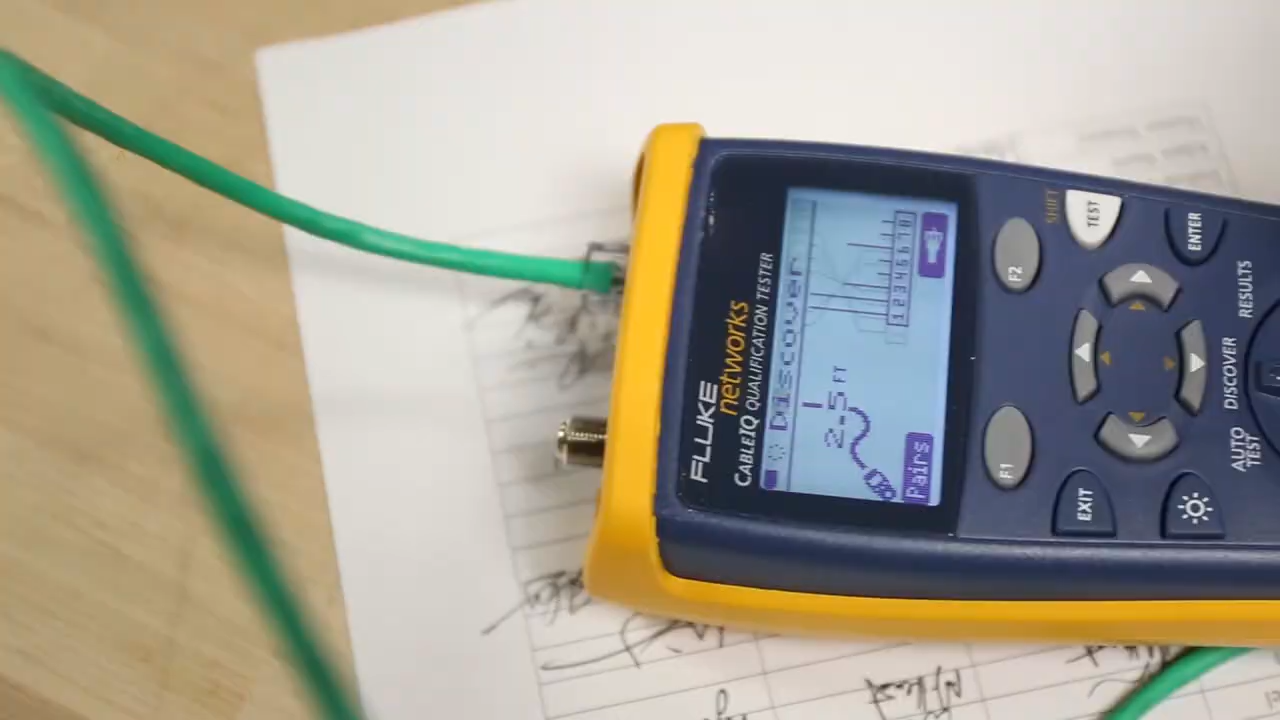 FLUKE
networks
CABLEIQ QUALIFICATION TESTER
Discover
2.5 FT
12345678
Pairs
F1
F2
SHIFT
TEST
ENTER
EXIT
RESULTS
DISCOVER
AUTO
TEST